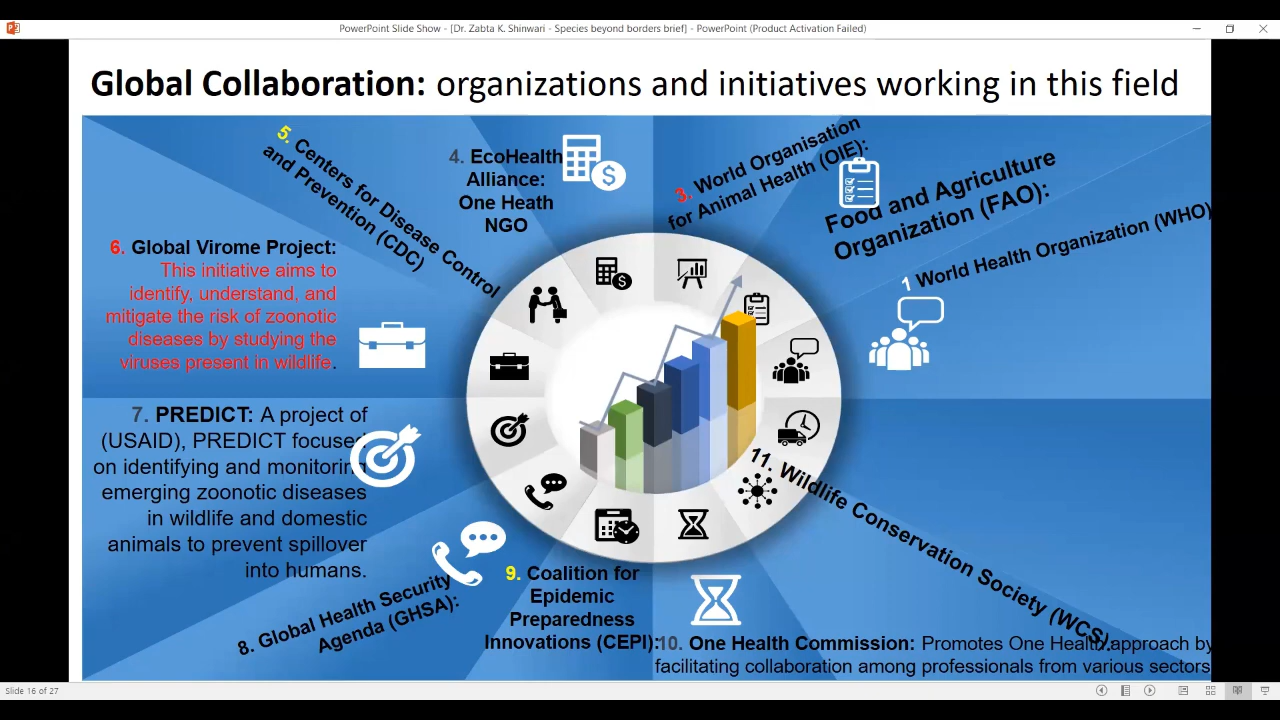 PowerPoint Slide Show - [Dr. Zabta K. Shinwari - Species beyond borders brief] - PowerPoint (Product Activation Failed)
Global Collaboration: organizations and initiatives working in this field
1 World Health Organization (WHO)
Food and Agriculture
Organization (FAO):
3. World Organisation
for Animal Health (OIE):
4. EcoHealth
Alliance:
One Heath
NGO
5. Centers for Disease Control
and Prevention (CDC)
6. Global Virome Project:
This initiative aims to
identify, understand, and
mitigate the risk of zoonotic
diseases by studying the
viruses present in wildlife.
7. PREDICT: A project of
(USAID), PREDICT focused
on identifying and monitoring
emerging zoonotic diseases
in wildlife and domestic
animals to prevent spillover
into humans.
8. Global Health Security
Agenda (GHSA):
9. Coalition for
Epidemic
Preparedness
Innovations (CEPI):
10. One Health Commission: Promotes One Health approach by
facilitating collaboration among professionals from various sectors
11. Wildlife Conservation Society (WCS).
Slide 16 of 27